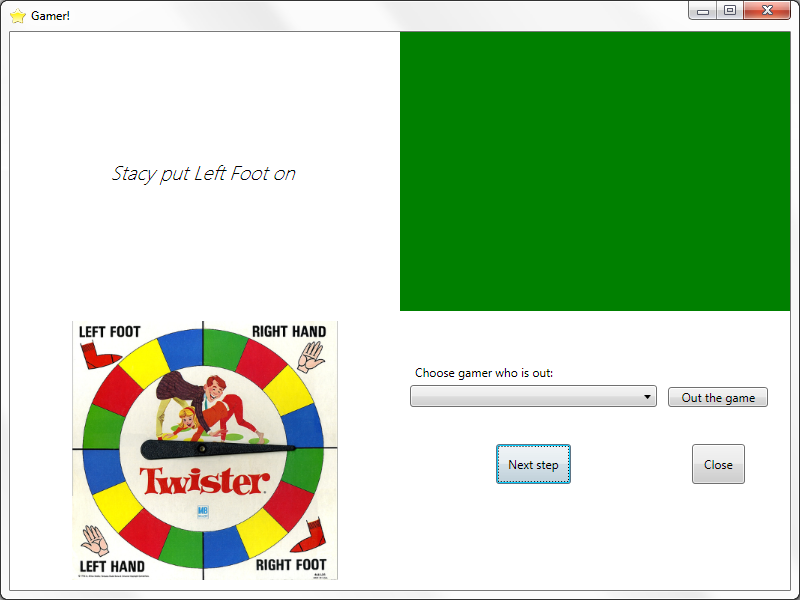 Gamer!
Stacy put Left Foot on
LEFT FOOT
RIGHT HAND
Twister
MB
LEFT HAND
RIGHT FOOT
Choose gamer who is out:
Out the game
Next step
Close